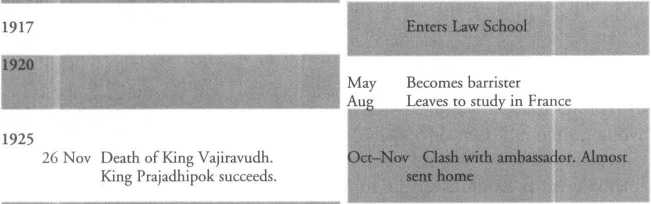 1917
Enters Law School
1920
May Becomes barrister
Aug Leaves to study in France
1925
26 Nov Death of King Vajiravudh.
King Prajadhipok succeeds.
Oct–Nov Clash with ambassador. Almost
sent home